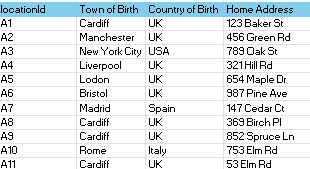 locationId Town of Birth Country of Birth Home Address
A1 Cardiff UK 123 Baker St
A2 Manchester UK 456 Green Rd
A3 New York City USA 789 Oak St
A4 Liverpool UK 321 Hill Rd
A5 Lodon UK 654 Maple Dr
A6 Bristol UK 987 Pine Ave
A7 Madrid Spain 147 Cedar Ct
A8 Cardiff UK 369 Birch Pl
A9 Cardiff UK 852 Spruce Ln
A10 Rome Italy 753 Elm Rd
A11 Cardiff UK 53 Elm Rd